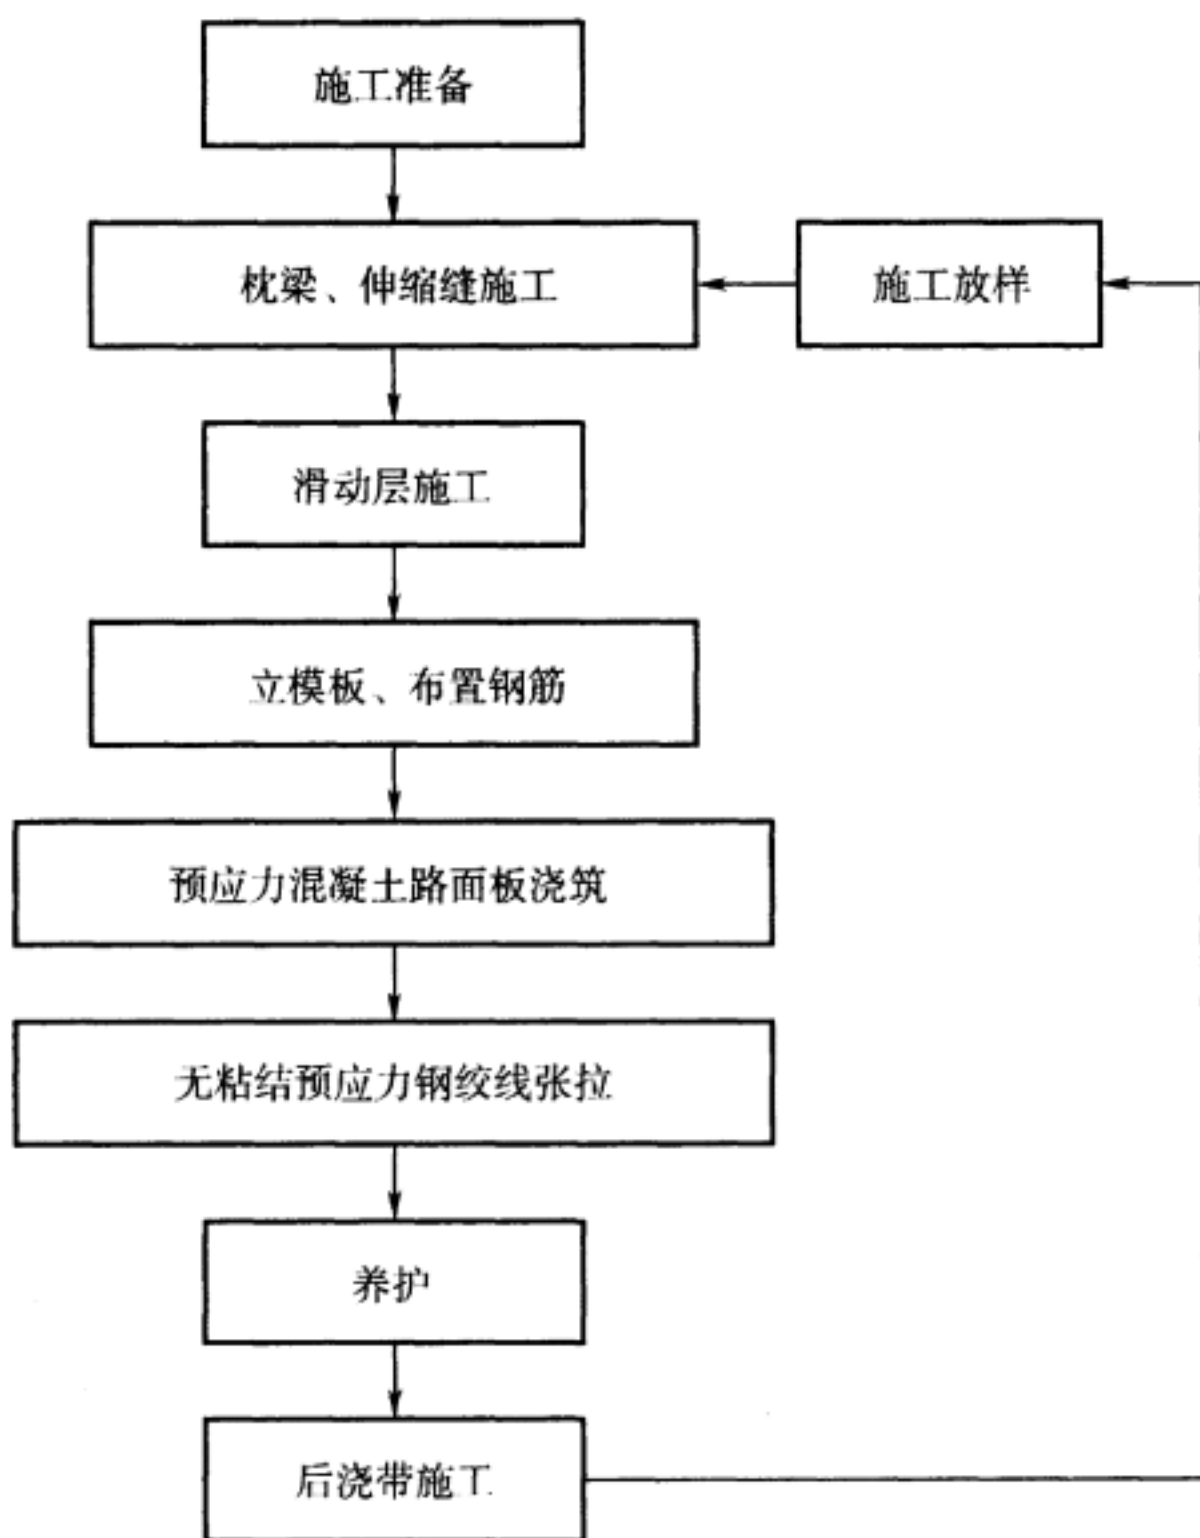 施工准备
枕梁、伸缩缝施工
施工放样
滑动层施工
立模板、布置钢筋
预应力混凝土路面板浇筑
无粘结预应力钢绞线张拉
养护
后浇带施工